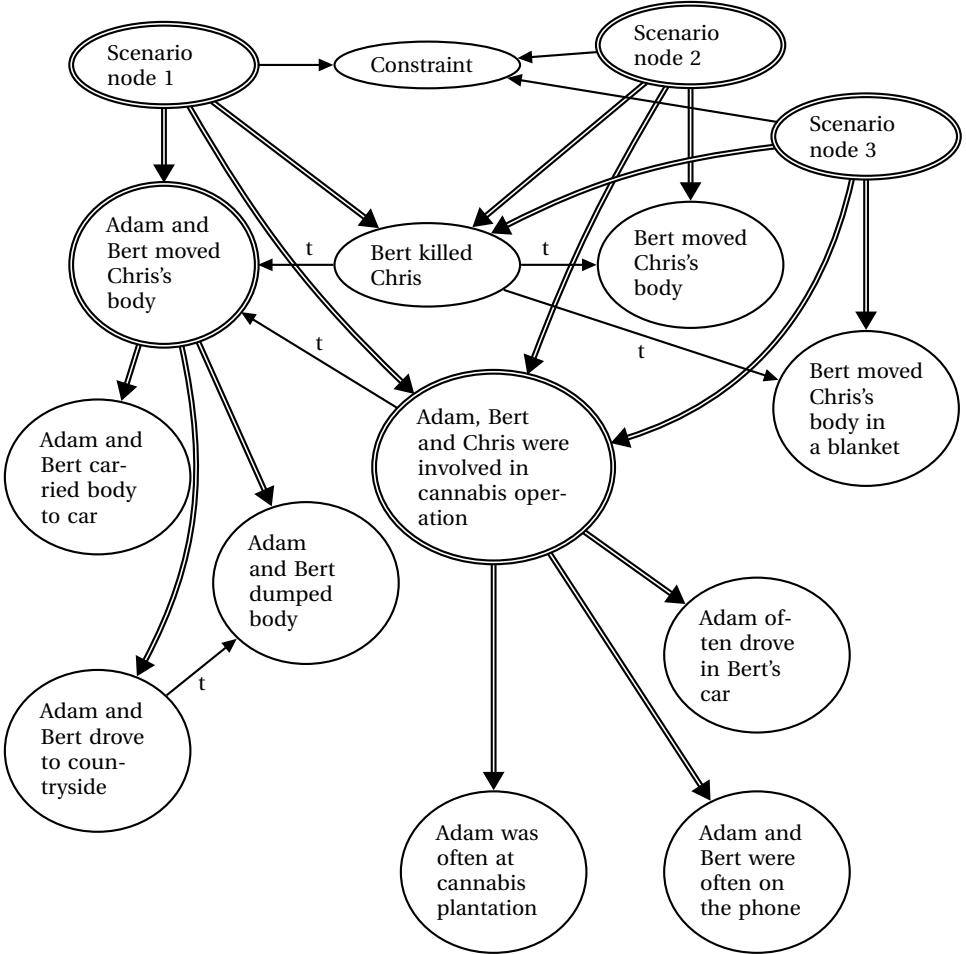 Scenario
node 1
Constraint
Scenario
node 2
Scenario
node 3
Adam and
Bert moved
Chris's
body
t
Bert killed
Chris
t
Bert moved
Chris's
body
t
t
Bert moved
Chris's
body in
a blanket
Adam and
Bert car-
ried body
to car
Adam, Bert
and Chris were
involved in
cannabis oper-
ation
Adam
and Bert
dumped
body
Adam of-
ten drove
in Bert's
car
t
Adam and
Bert drove
to coun-
tryside
Adam was
often at
cannabis
plantation
Adam and
Bert were
often on
the phone